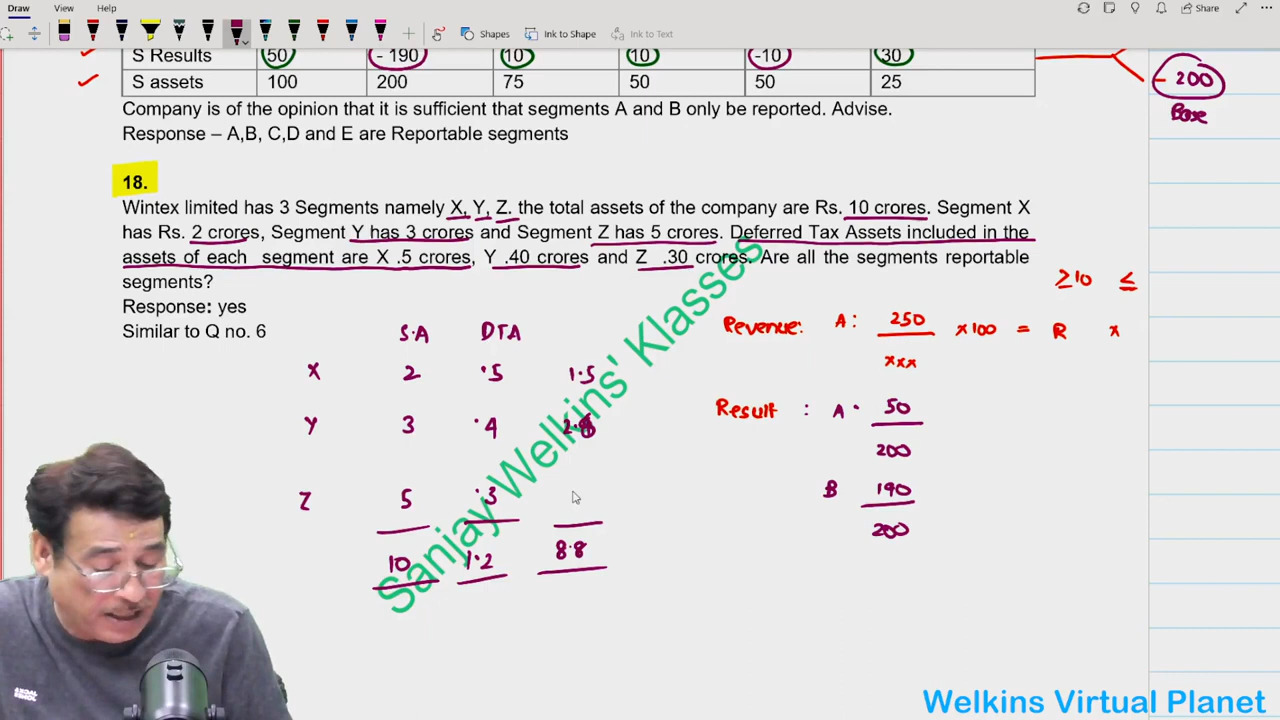 Draw View Help Share
Shapes Ink to Shape Ink to Text
S Results 50 - 190 10 10 -10 30
S assets 100 200 75 50 50 25
- 200
Base
Company is of the opinion that it is sufficient that segments A and B only be reported. Advise.
Response – A,B, C,D and E are Reportable segments
18.
Wintex limited has 3 Segments namely X, Y, Z. the total assets of the company are Rs. 10 crores. Segment X
has Rs. 2 crores, Segment Y has 3 crores and Segment Z has 5 crores. Deferred Tax Assets included in the
assets of each segment are X .5 crores, Y .40 crores and Z .30 crores. Are all the segments reportable
segments?
Response: yes
Similar to Q no. 6
S.A DTA
X 2 .5 1.5
Y 3 .4
Z 5 .3
10 1.2 8.8
≥10 ≤
Revenue: A: 250 ×100 = R ×
×××
Result : A. 50
200
B 190
200
Sanjay Welkins' Klasses
Welkins Virtual Planet